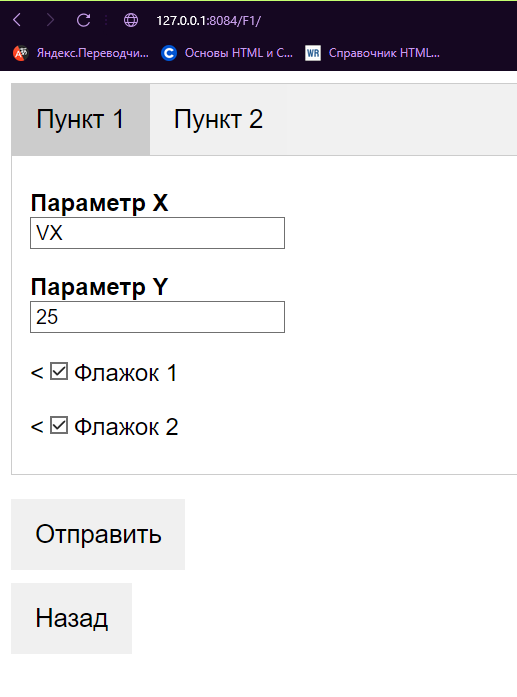 127.0.0.1:8084/F1/
Яндекс.Переводчи... Основы HTML и C... WR Справочник HTML...
Пункт 1 Пункт 2
Параметр X
VX
Параметр Y
25
< Флажок 1
< Флажок 2
Отправить
Назад